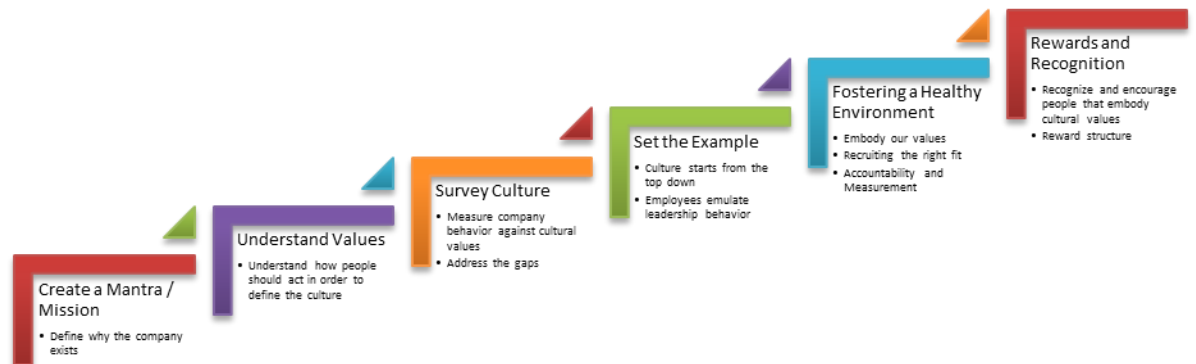 Create a Mantra /
Mission
• Define why the company
exists
Understand Values
• Understand how people
should act in order to
define the culture
Survey Culture
• Measure company
behavior against cultural
values
• Address the gaps
Set the Example
• Culture starts from the
top down
• Employees emulate
leadership behavior
Fostering a Healthy
Environment
• Embody our values
• Recruiting the right fit
• Accountability and
Measurement
Rewards and
Recognition
• Recognize and encourage
people that embody
cultural values
• Reward structure